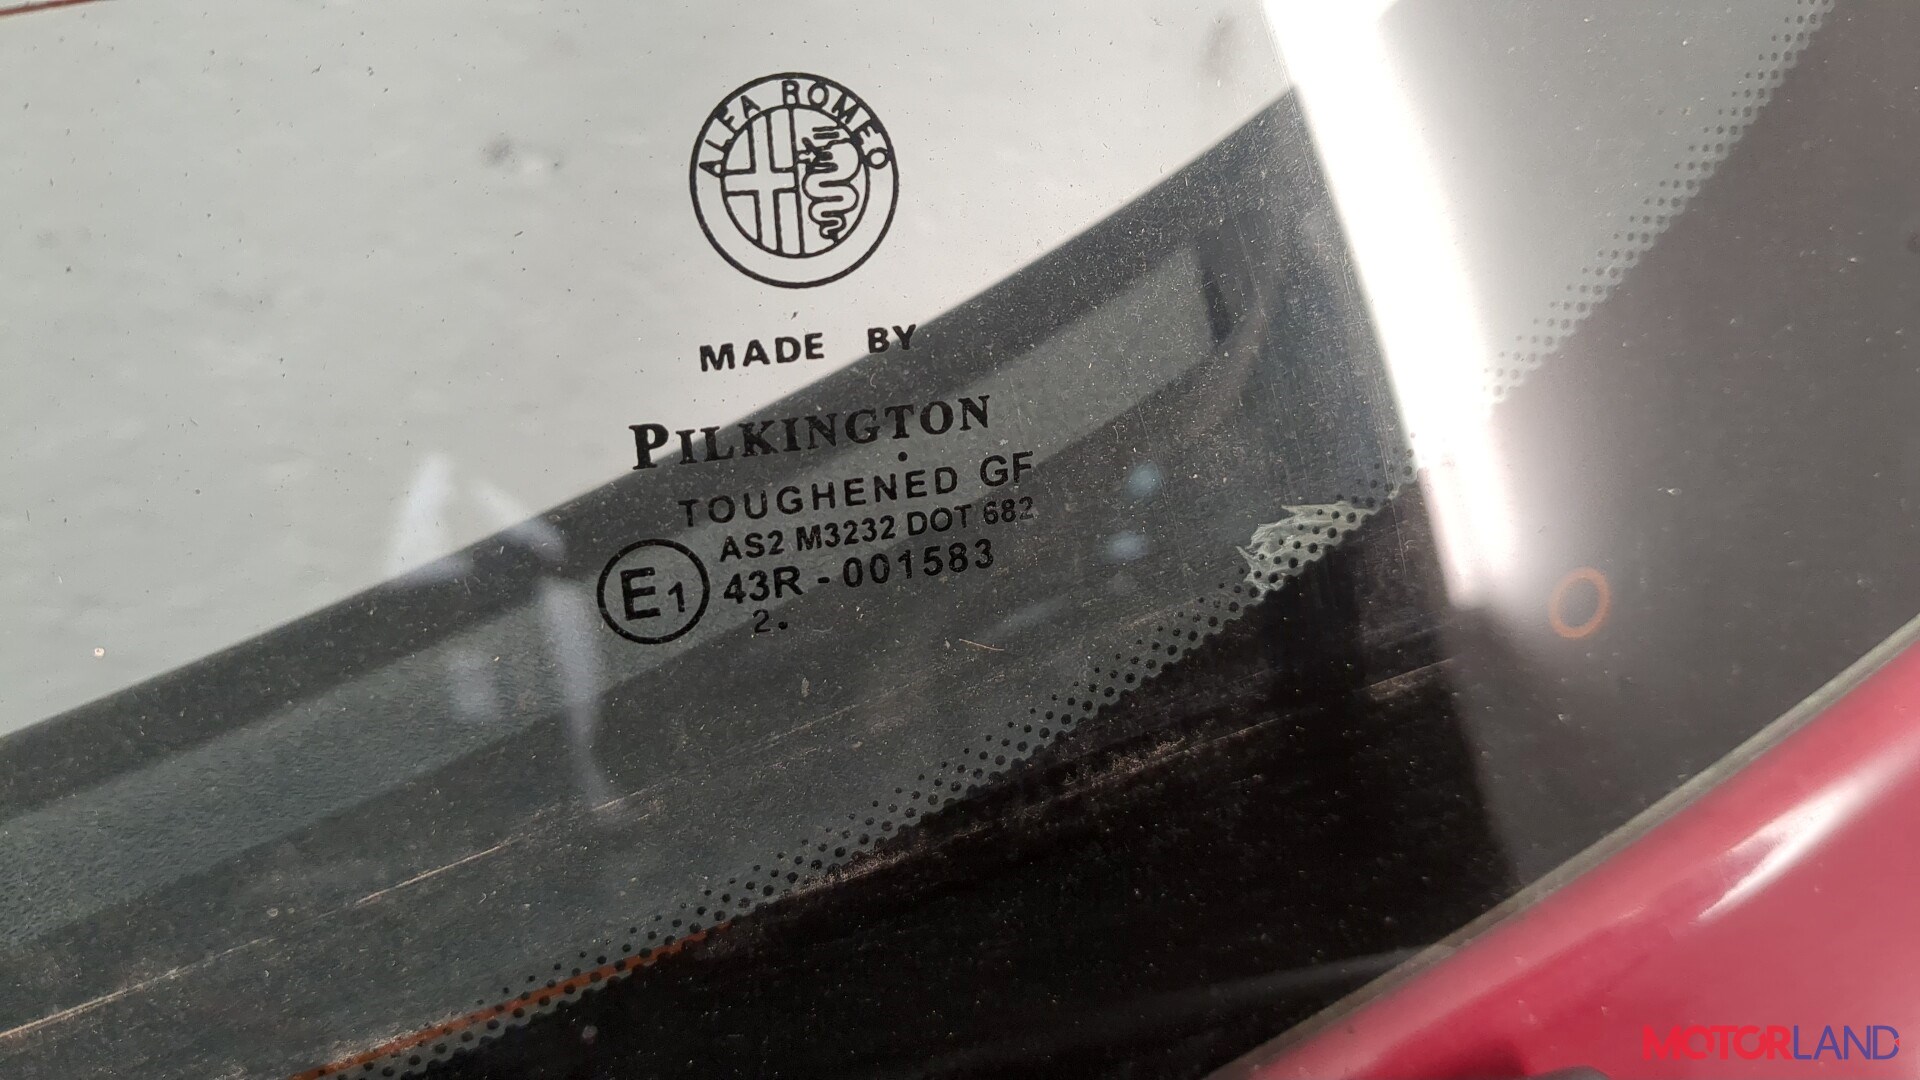 ALFA ROMEO
MADE BY
PILKINGTON
TOUGHENED GF
AS2 M3232 DOT 682
E1 43R - 001583
2.
MOTORLAND